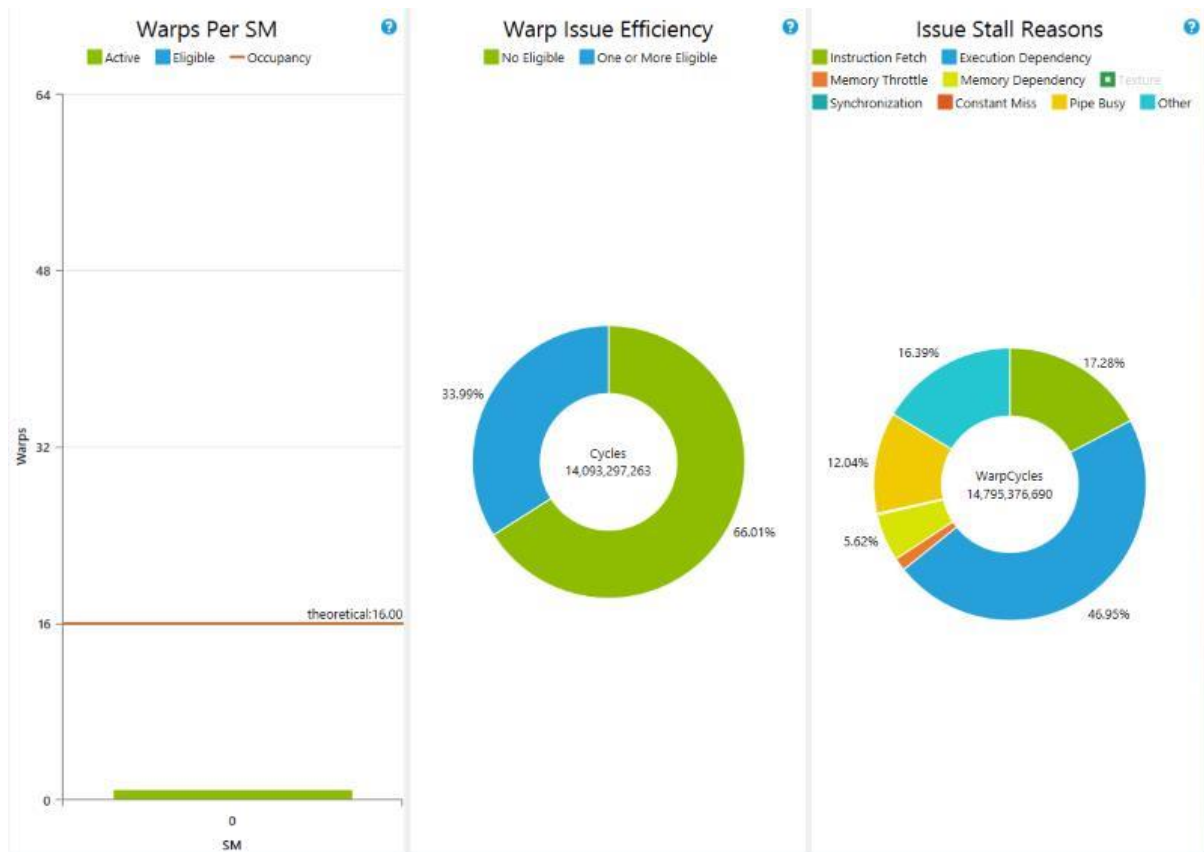 Warps Per SM
Active Eligible Occupancy
64
48
32
16
0
Warps
theoretical:16.00
0
SM
Warp Issue Efficiency
No Eligible One or More Eligible
33.99%
Cycles
14,093,297,263
66.01%
Issue Stall Reasons
Instruction Fetch Execution Dependency
Memory Throttle Memory Dependency Texture
Synchronization Constant Miss Pipe Busy Other
16.39%
17.28%
12.04%
WarpCycles
14,795,376,690
5.62%
46.95%